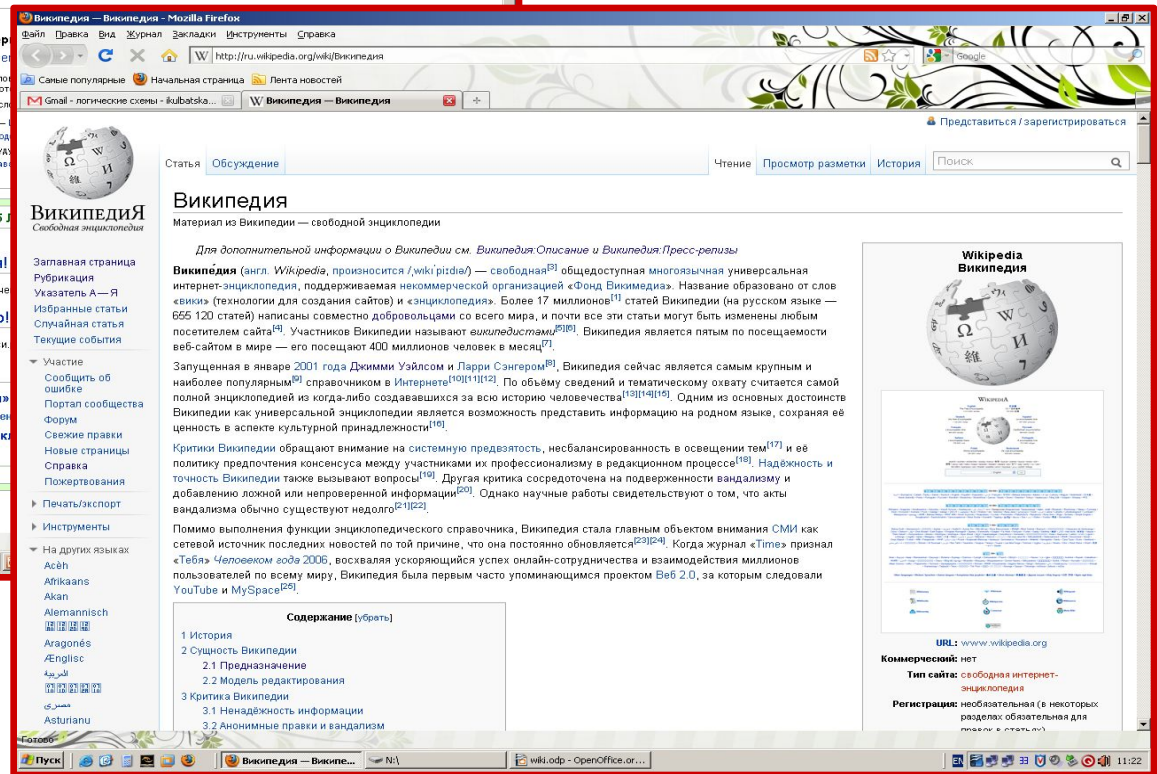 Википедия — Википедия - Mozilla Firefox
Файл Правка Вид Журнал Закладки Инструменты Справка
http://ru.wikipedia.org/wiki/Википедия
Google
Самые популярные Начальная страница Лента новостей
Gmail - логические схемы - ikulbatska...
Википедия — Википедия
Представиться / зарегистрироваться
Статья Обсуждение
Чтение Просмотр разметки История Поиск
ВикипедиЯ
Свободная энциклопедия
Заглавная страница
Рубрикация
Указатель А — Я
Избранные статьи
Случайная статья
Текущие события
Участие
Сообщить об
ошибке
Портал сообщества
Форум
Свежие правки
Новые страницы
Справка
Пожертвования
Печать/экспорт
Инструменты
На других языках
Acèh
Afrikaans
Akan
Alemannisch
Aragonés
Ænglisc
العربية
مصرى
Asturianu
Википедия
Материал из Википедии — свободной энциклопедии
Для дополнительной информации о Википедии см. Википедия:Описание и Википедия:Пресс-релизы
Википе́дия (англ. Wikipedia, произносится /ˌwɪkɪˈpiːdɪə/) — свободная[3] общедоступная многоязычная универсальная
интернет-энциклопедия, поддерживаемая некоммерческой организацией «Фонд Викимедиа». Название образовано от слов
«вики» (технологии для создания сайтов) и «энциклопедия». Более 17 миллионов[1] статей Википедии (на русском языке —
655 120 статей) написаны совместно добровольцами со всего мира, и почти все эти статьи могут быть изменены любым
посетителем сайта[4]. Участников Википедии называют википедистами[5][6]. Википедия является пятым по посещаемости
веб-сайтом в мире — его посещают 400 миллионов человек в месяц[7].
Запущенная в январе 2001 года Джимми Уэйлсом и Ларри Сэнгером[8], Википедия сейчас является самым крупным и
наиболее популярным[9] справочником в Интернете[10][11][12]. По объёму сведений и тематическому охвату считается самой
полной энциклопедией из когда-либо создававшихся за всю историю человечества[13][14][15]. Одним из основных достоинств
Википедии как универсальной энциклопедии является возможность представить информацию на родном языке, сохраняя её
ценность в аспекте культурной принадлежности[16].
Критики Википедии обращают внимание на системную предвзятость, несбалансированность в освещении тем[17] и её
политику предпочтения консенсуса между участниками их профессионализму в редакционном процессе[18]. Надёжность и
точность Википедии также вызывают вопросы[19]. Другая критика сосредоточена на подверженности вандализму и
добавлению ложной или непроверенной информации[20]. Однако научные работы свидетельствуют о том, что акты
вандализма обычно существуют недолго[21][22].
Помимо статуса энциклопедического справочника, Википедия стала главным объектом внимания СМИ как
сетевой новостной ресурс по той причине, что она постоянно обновляется[23][24]. Когда журнал «Time» признал
«Тебя» Человеком года 2006, восхваляя ускоряющийся успех онлайн-сотрудничества и взаимодействия миллионов
пользователей по всему миру, Википедия была первым часто упоминающимся проектом Веб 2.0, за которым следовали
YouTube и MySpace[25].
Содержание [убрать]
1 История
2 Сущность Википедии
2.1 Предназначение
2.2 Модель редактирования
3 Критика Википедии
3.1 Ненадёжность информации
3.2 Анонимные правки и вандализм
Wikipedia
Википедия
WIKIPEDIA
URL: www.wikipedia.org
Коммерческий: нет
Тип сайта: свободная интернет-
энциклопедия
Регистрация: необязательная (в некоторых
разделах обязательная для
правок в статьях)
Готово
Пуск
Википедия — Википе...
N:\
wiki.odp - OpenOffice.or...
EN
11:22